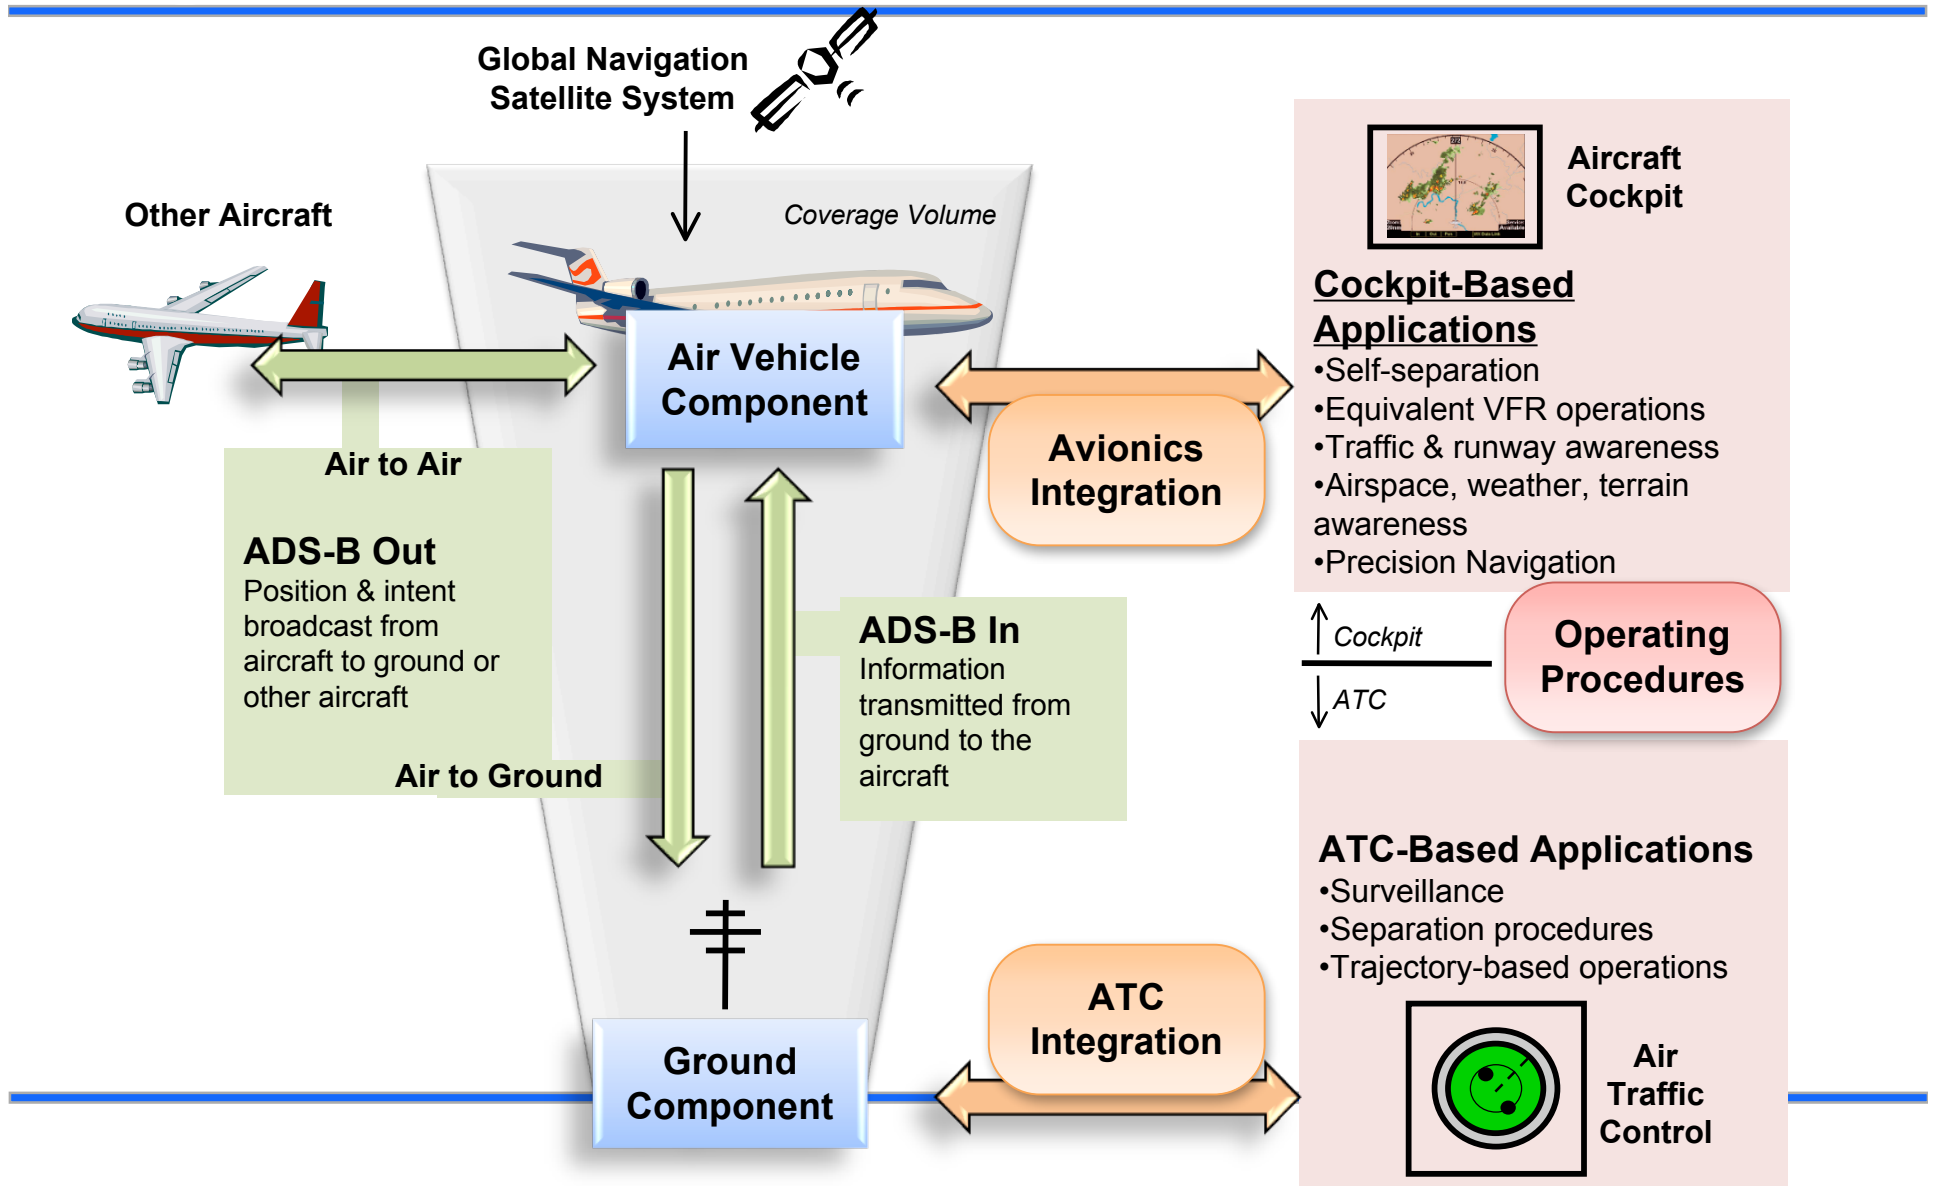 Global Navigation
Satellite System
Coverage Volume
Other Aircraft
Air Vehicle
Component
Air to Air
ADS-B Out
Position & intent
broadcast from
aircraft to ground or
other aircraft
Air to Ground
ADS-B In
Information
transmitted from
ground to the
aircraft
Ground
Component
Avionics
Integration
ATC
Integration
Aircraft
Cockpit
Cockpit-Based
Applications
•Self-separation
•Equivalent VFR operations
•Traffic & runway awareness
•Airspace, weather, terrain
awareness
•Precision Navigation
Cockpit
ATC
Operating
Procedures
ATC-Based Applications
•Surveillance
•Separation procedures
•Trajectory-based operations
Air
Traffic
Control